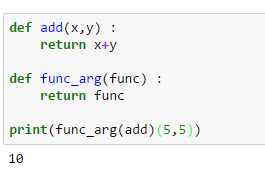 def add(x,y) :
    return x+y

def func_arg(func) :
    return func

print(func_arg(add)(5,5))
10